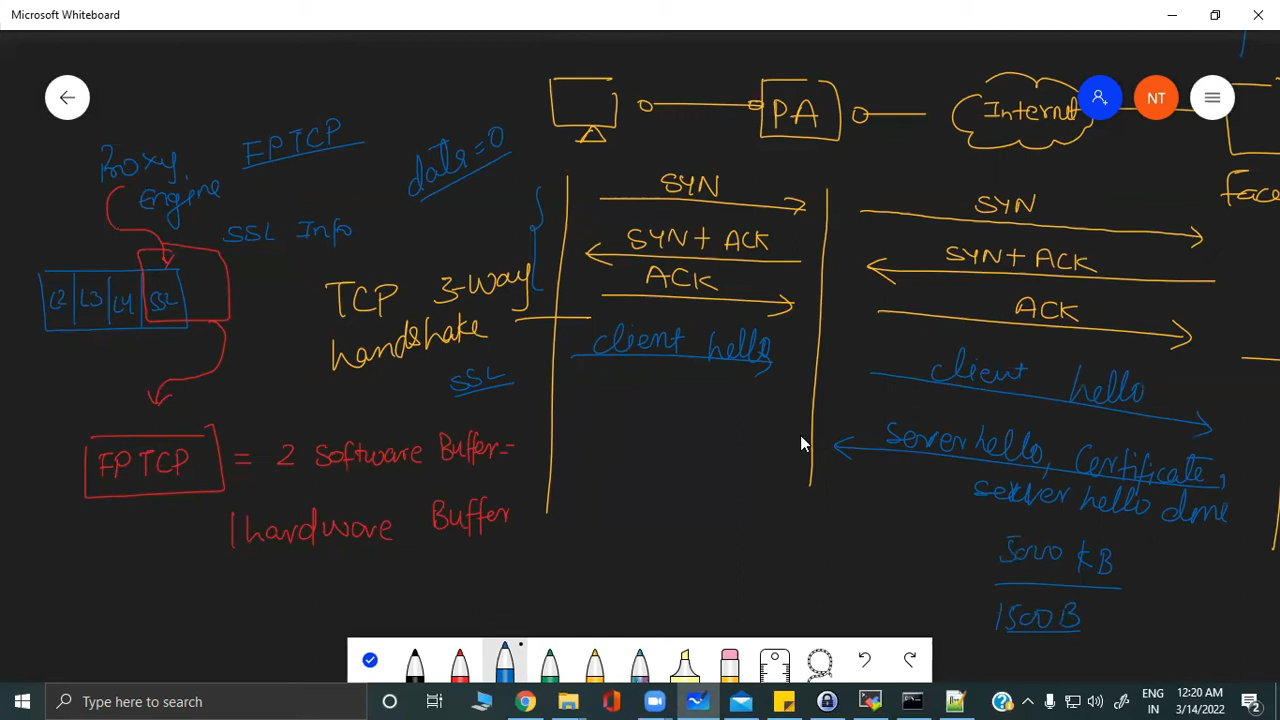 Microsoft Whiteboard
NT
PA
Internet
Proxy
Engine
FPTCP
data=0
SSL Info
L2 L3 L4 SSL
TCP 3-way
handshake
SSL
SYN
SYN+ ACK
ACK
client hello
SYN
SYN+ ACK
ACK
client hello
Server hello, Certificate,
server hello done
5000 KB
1500B
FPTCP = 2 Software Buffer-
1 hardware Buffer
Type here to search
ENG
IN
12:20 AM
3/14/2022
2